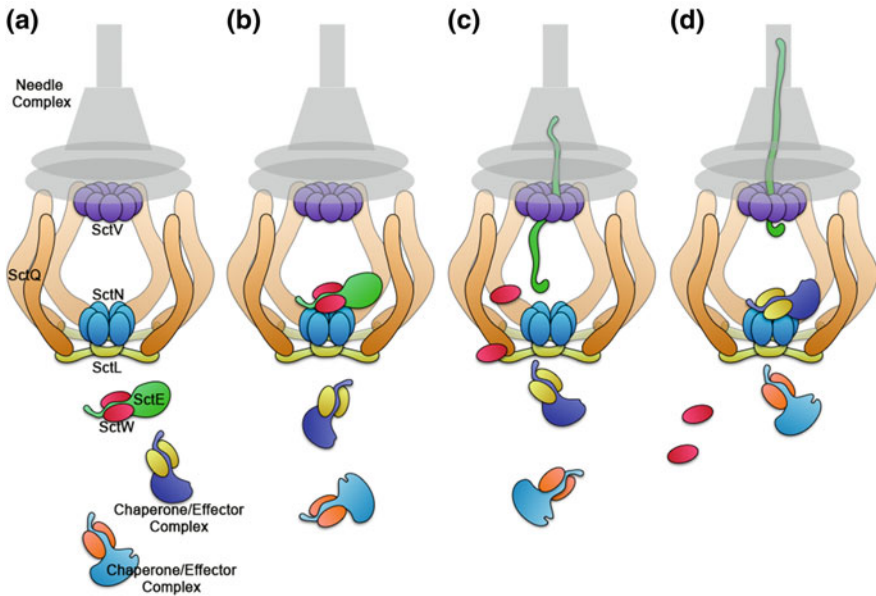 (a)
(b)
(c)
(d)
Needle
Complex
SctV
SctQ
SctN
SctL
SctE
SctW
Chaperone/Effector
Complex
Chaperone/Effector
Complex